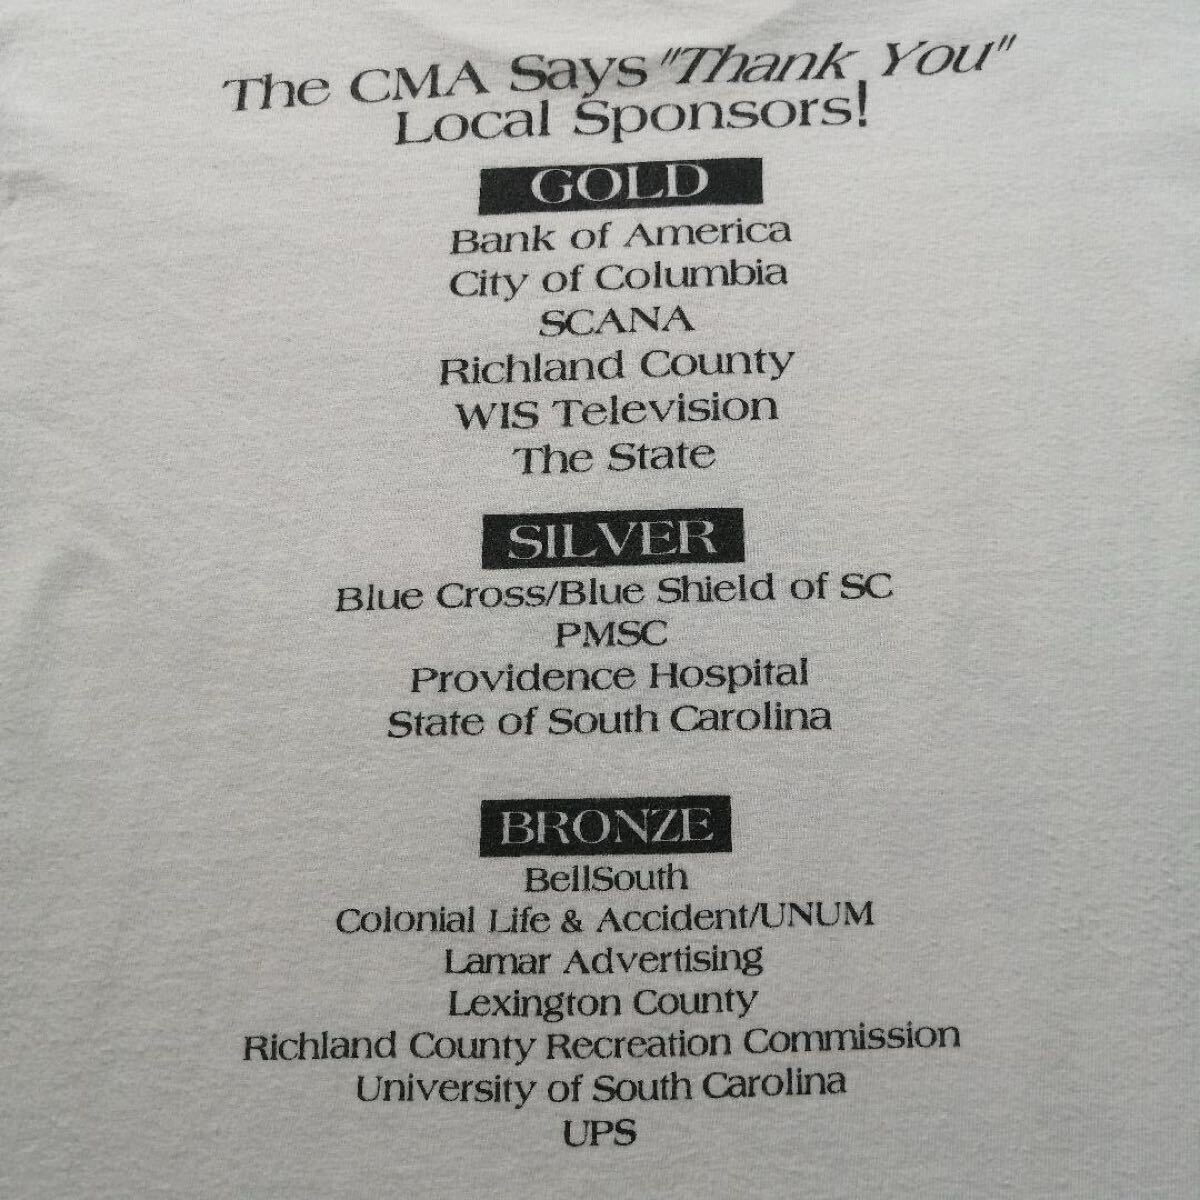 The CMA Says "Thank You"
Local Sponsors!
GOLD
Bank of America
City of Columbia
SCANA
Richland County
WIS Television
The State
SILVER
Blue Cross/Blue Shield of SC
PMSC
Providence Hospital
State of South Carolina
BRONZE
BellSouth
Colonial Life & Accident/UNUM
Lamar Advertising
Lexington County
Richland County Recreation Commission
University of South Carolina
UPS